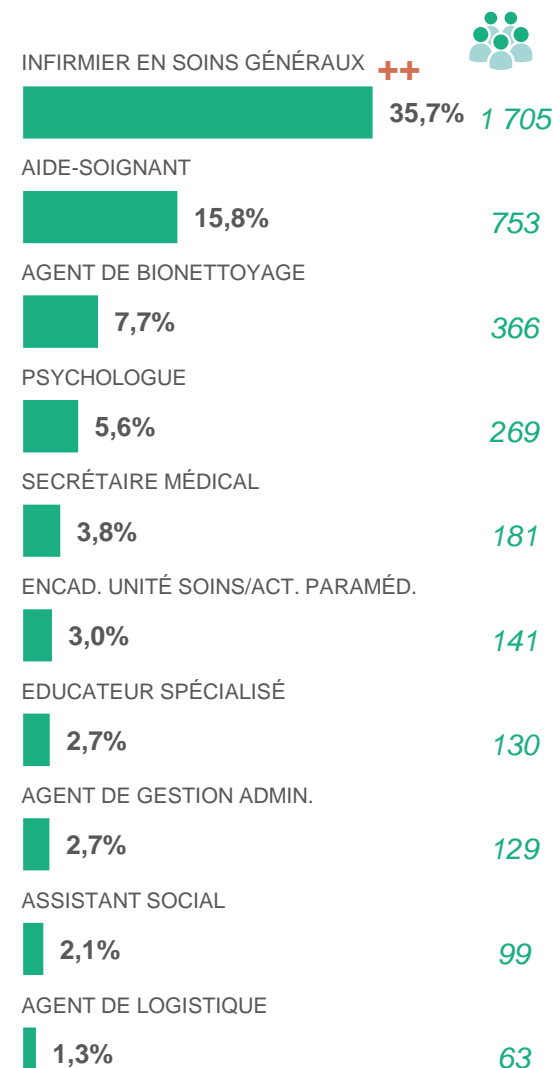 INFIRMIER EN SOINS GÉNÉRAUX ++
35,7% 1 705
AIDE-SOIGNANT
15,8% 753
AGENT DE BIONETTOYAGE
7,7% 366
PSYCHOLOGUE
5,6% 269
SECRÉTAIRE MÉDICAL
3,8% 181
ENCAD. UNITÉ SOINS/ACT. PARAMÉD.
3,0% 141
EDUCATEUR SPÉCIALISÉ
2,7% 130
AGENT DE GESTION ADMIN.
2,7% 129
ASSISTANT SOCIAL
2,1% 99
AGENT DE LOGISTIQUE
1,3% 63